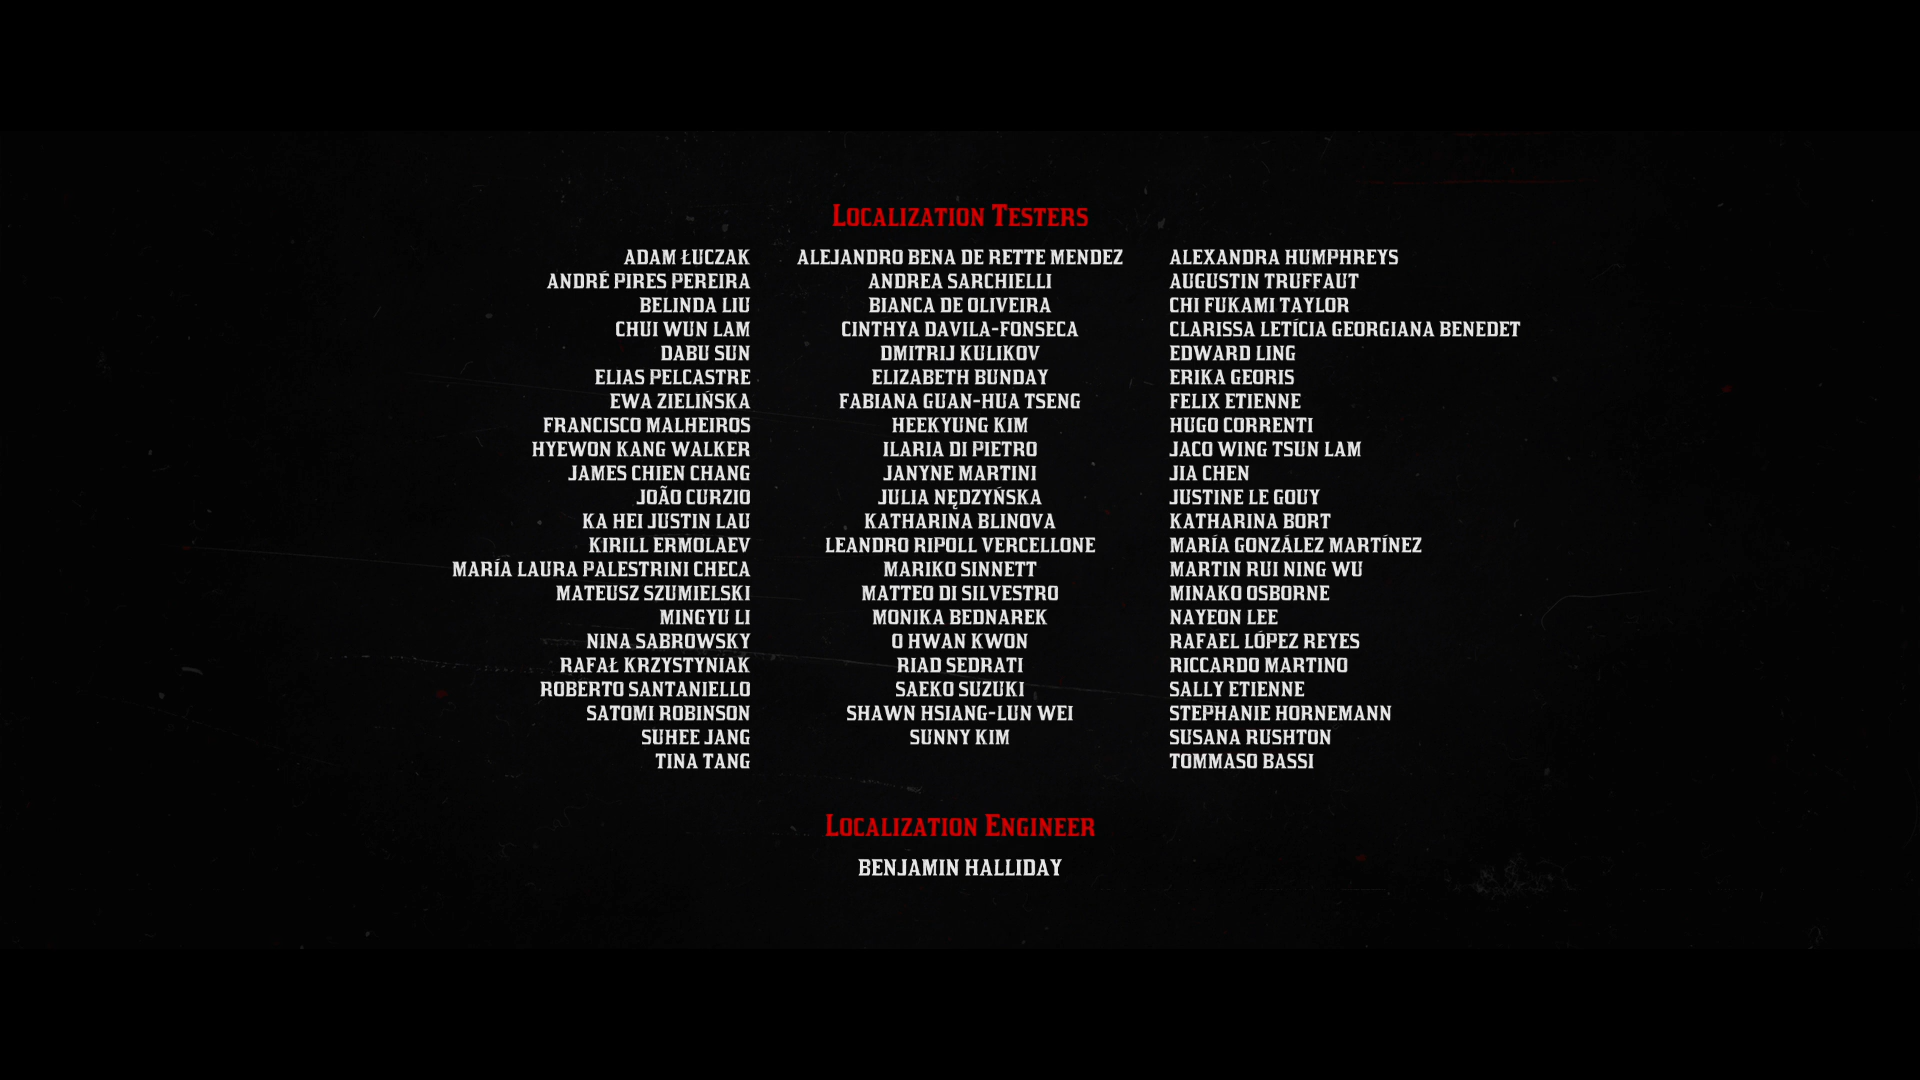 Localization Testers
ADAM ŁUCZAK ALEJANDRO BENA DE RETTE MENDEZ ALEXANDRA HUMPHREYS
ANDRÉ PIRES PEREIRA ANDREA SARCHIELLI AUGUSTIN TRUFFAUT
BELINDA LIU BIANCA DE OLIVEIRA CHI FUKAMI TAYLOR
CHUI WUN LAM CINTHYA DAVILA-FONSECA CLARISSA LETÍCIA GEORGIANA BENEDET
DABU SUN DMITRIJ KULIKOV EDWARD LING
ELIAS PELCASTRE ELIZABETH BUNDAY ERIKA GEORIS
EWA ZIELIŃSKA FABIANA GUAN-HUA TSENG FELIX ETIENNE
FRANCISCO MALHEIROS HEEKYUNG KIM HUGO CORRENTI
HYEWON KANG WALKER ILARIA DI PIETRO JACO WING TSUN LAM
JAMES CHIEN CHANG JANYNE MARTINI JIA CHEN
JOÃO CURZIO JULIA NĘDZYŃSKA JUSTINE LE GOUY
KA HEI JUSTIN LAU KATHARINA BLINOVA KATHARINA BORT
KIRILL ERMOLAEV LEANDRO RIPOLL VERCELLONE MARÍA GONZÁLEZ MARTÍNEZ
MARÍA LAURA PALESTRINI CHECA MARIKO SINNETT MARTIN RUI NING WU
MATEUSZ SZUMIELSKI MATTEO DI SILVESTRO MINAKO OSBORNE
MINGYU LI MONIKA BEDNAREK NAYEON LEE
NINA SABROWSKY O HWAN KWON RAFAEL LÓPEZ REYES
RAFAŁ KRZYSTYNIAK RIAD SEDRATI RICCARDO MARTINO
ROBERTO SANTANIELLO SAEKO SUZUKI SALLY ETIENNE
SATOMI ROBINSON SHAWN HSIANG-LUN WEI STEPHANIE HORNEMANN
SUHEE JANG SUNNY KIM SUSANA RUSHTON
TINA TANG TOMMASO BASSI
Localization Engineer
BENJAMIN HALLIDAY